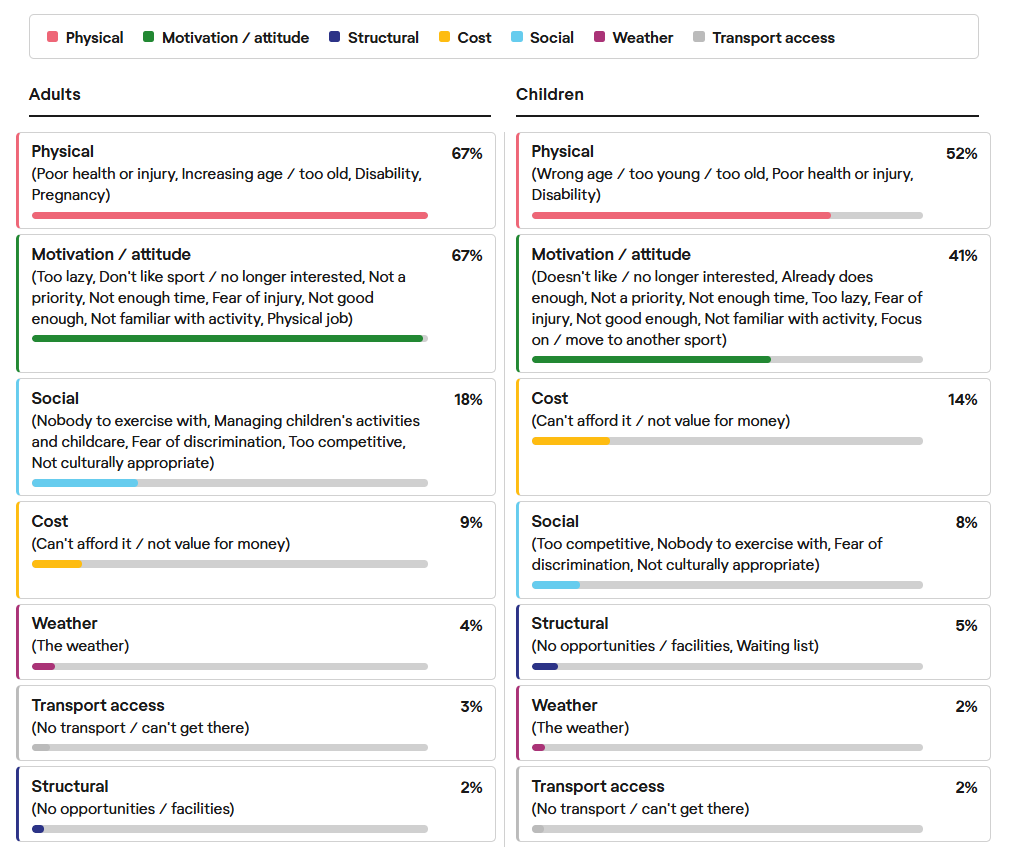 Physical Motivation / attitude Structural Cost Social Weather Transport access
Adults
Physical
67%
(Poor health or injury, Increasing age / too old, Disability,
Pregnancy)
Motivation / attitude
67%
(Too lazy, Don't like sport / no longer interested, Not a
priority, Not enough time, Fear of injury, Not good
enough, Not familiar with activity, Physical job)
Social
18%
(Nobody to exercise with, Managing children's activities
and childcare, Fear of discrimination, Too competitive,
Not culturally appropriate)
Cost
9%
(Can't afford it / not value for money)
Weather
4%
(The weather)
Transport access
3%
(No transport / can't get there)
Structural
2%
(No opportunities / facilities)
Children
Physical
52%
(Wrong age / too young / too old, Poor health or injury,
Disability)
Motivation / attitude
41%
(Doesn't like / no longer interested, Already does
enough, Not a priority, Not enough time, Too lazy, Fear of
injury, Not good enough, Not familiar with activity, Focus
on / move to another sport)
Cost
14%
(Can't afford it / not value for money)
Social
8%
(Too competitive, Nobody to exercise with, Fear of
discrimination, Not culturally appropriate)
Structural
5%
(No opportunities / facilities, Waiting list)
Weather
2%
(The weather)
Transport access
2%
(No transport / can't get there)